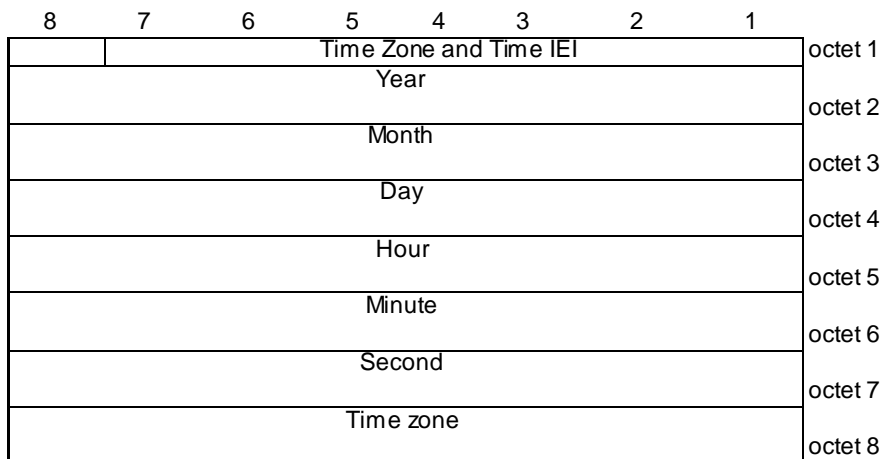 8 7 6 5 4 3 2 1
Time Zone and Time IEI octet 1
Year
octet 2
Month
octet 3
Day
octet 4
Hour
octet 5
Minute
octet 6
Second
octet 7
Time zone
octet 8